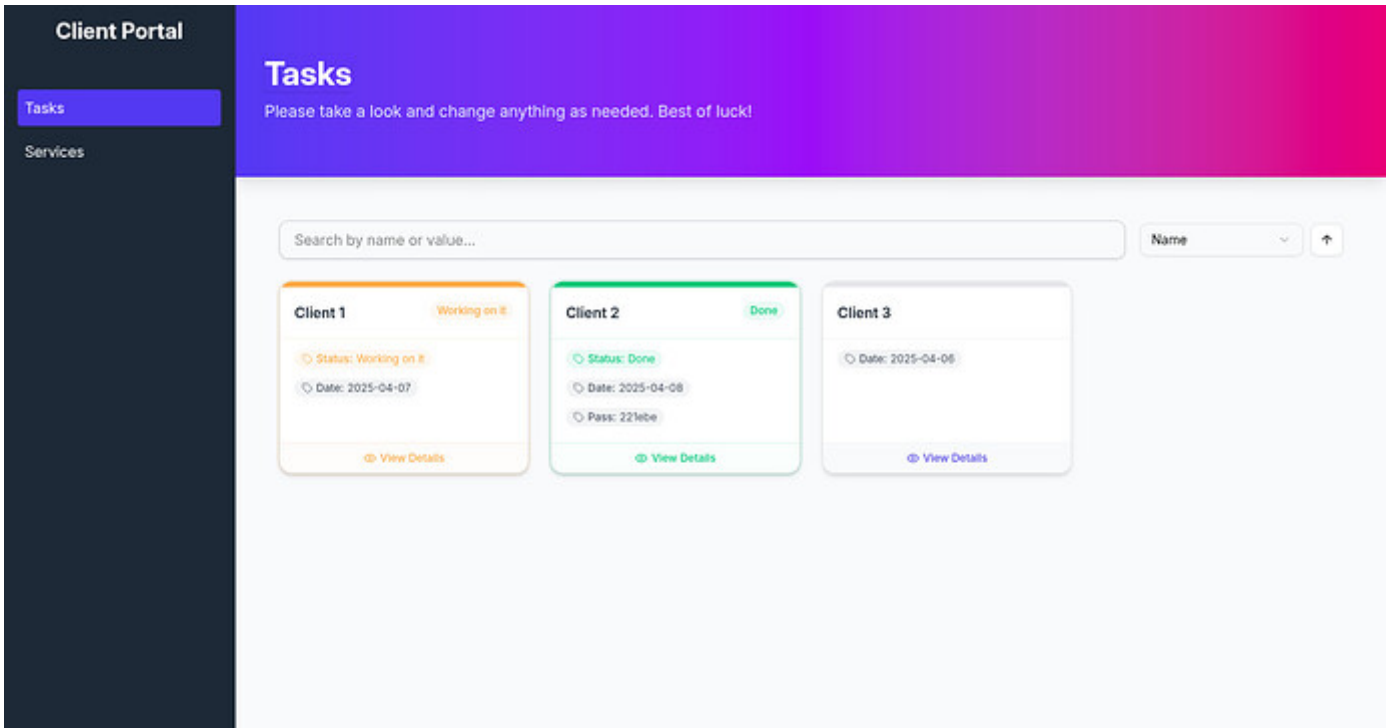 Client Portal
Tasks
Services
Tasks
Please take a look and change anything as needed. Best of luck!
Search by name or value...
Name
Client 1
Working on it
Status: Working on it
Date: 2025-04-07
View Details
Client 2
Done
Status: Done
Date: 2025-04-08
Pass: 221ebe
View Details
Client 3
Date: 2025-04-06
View Details